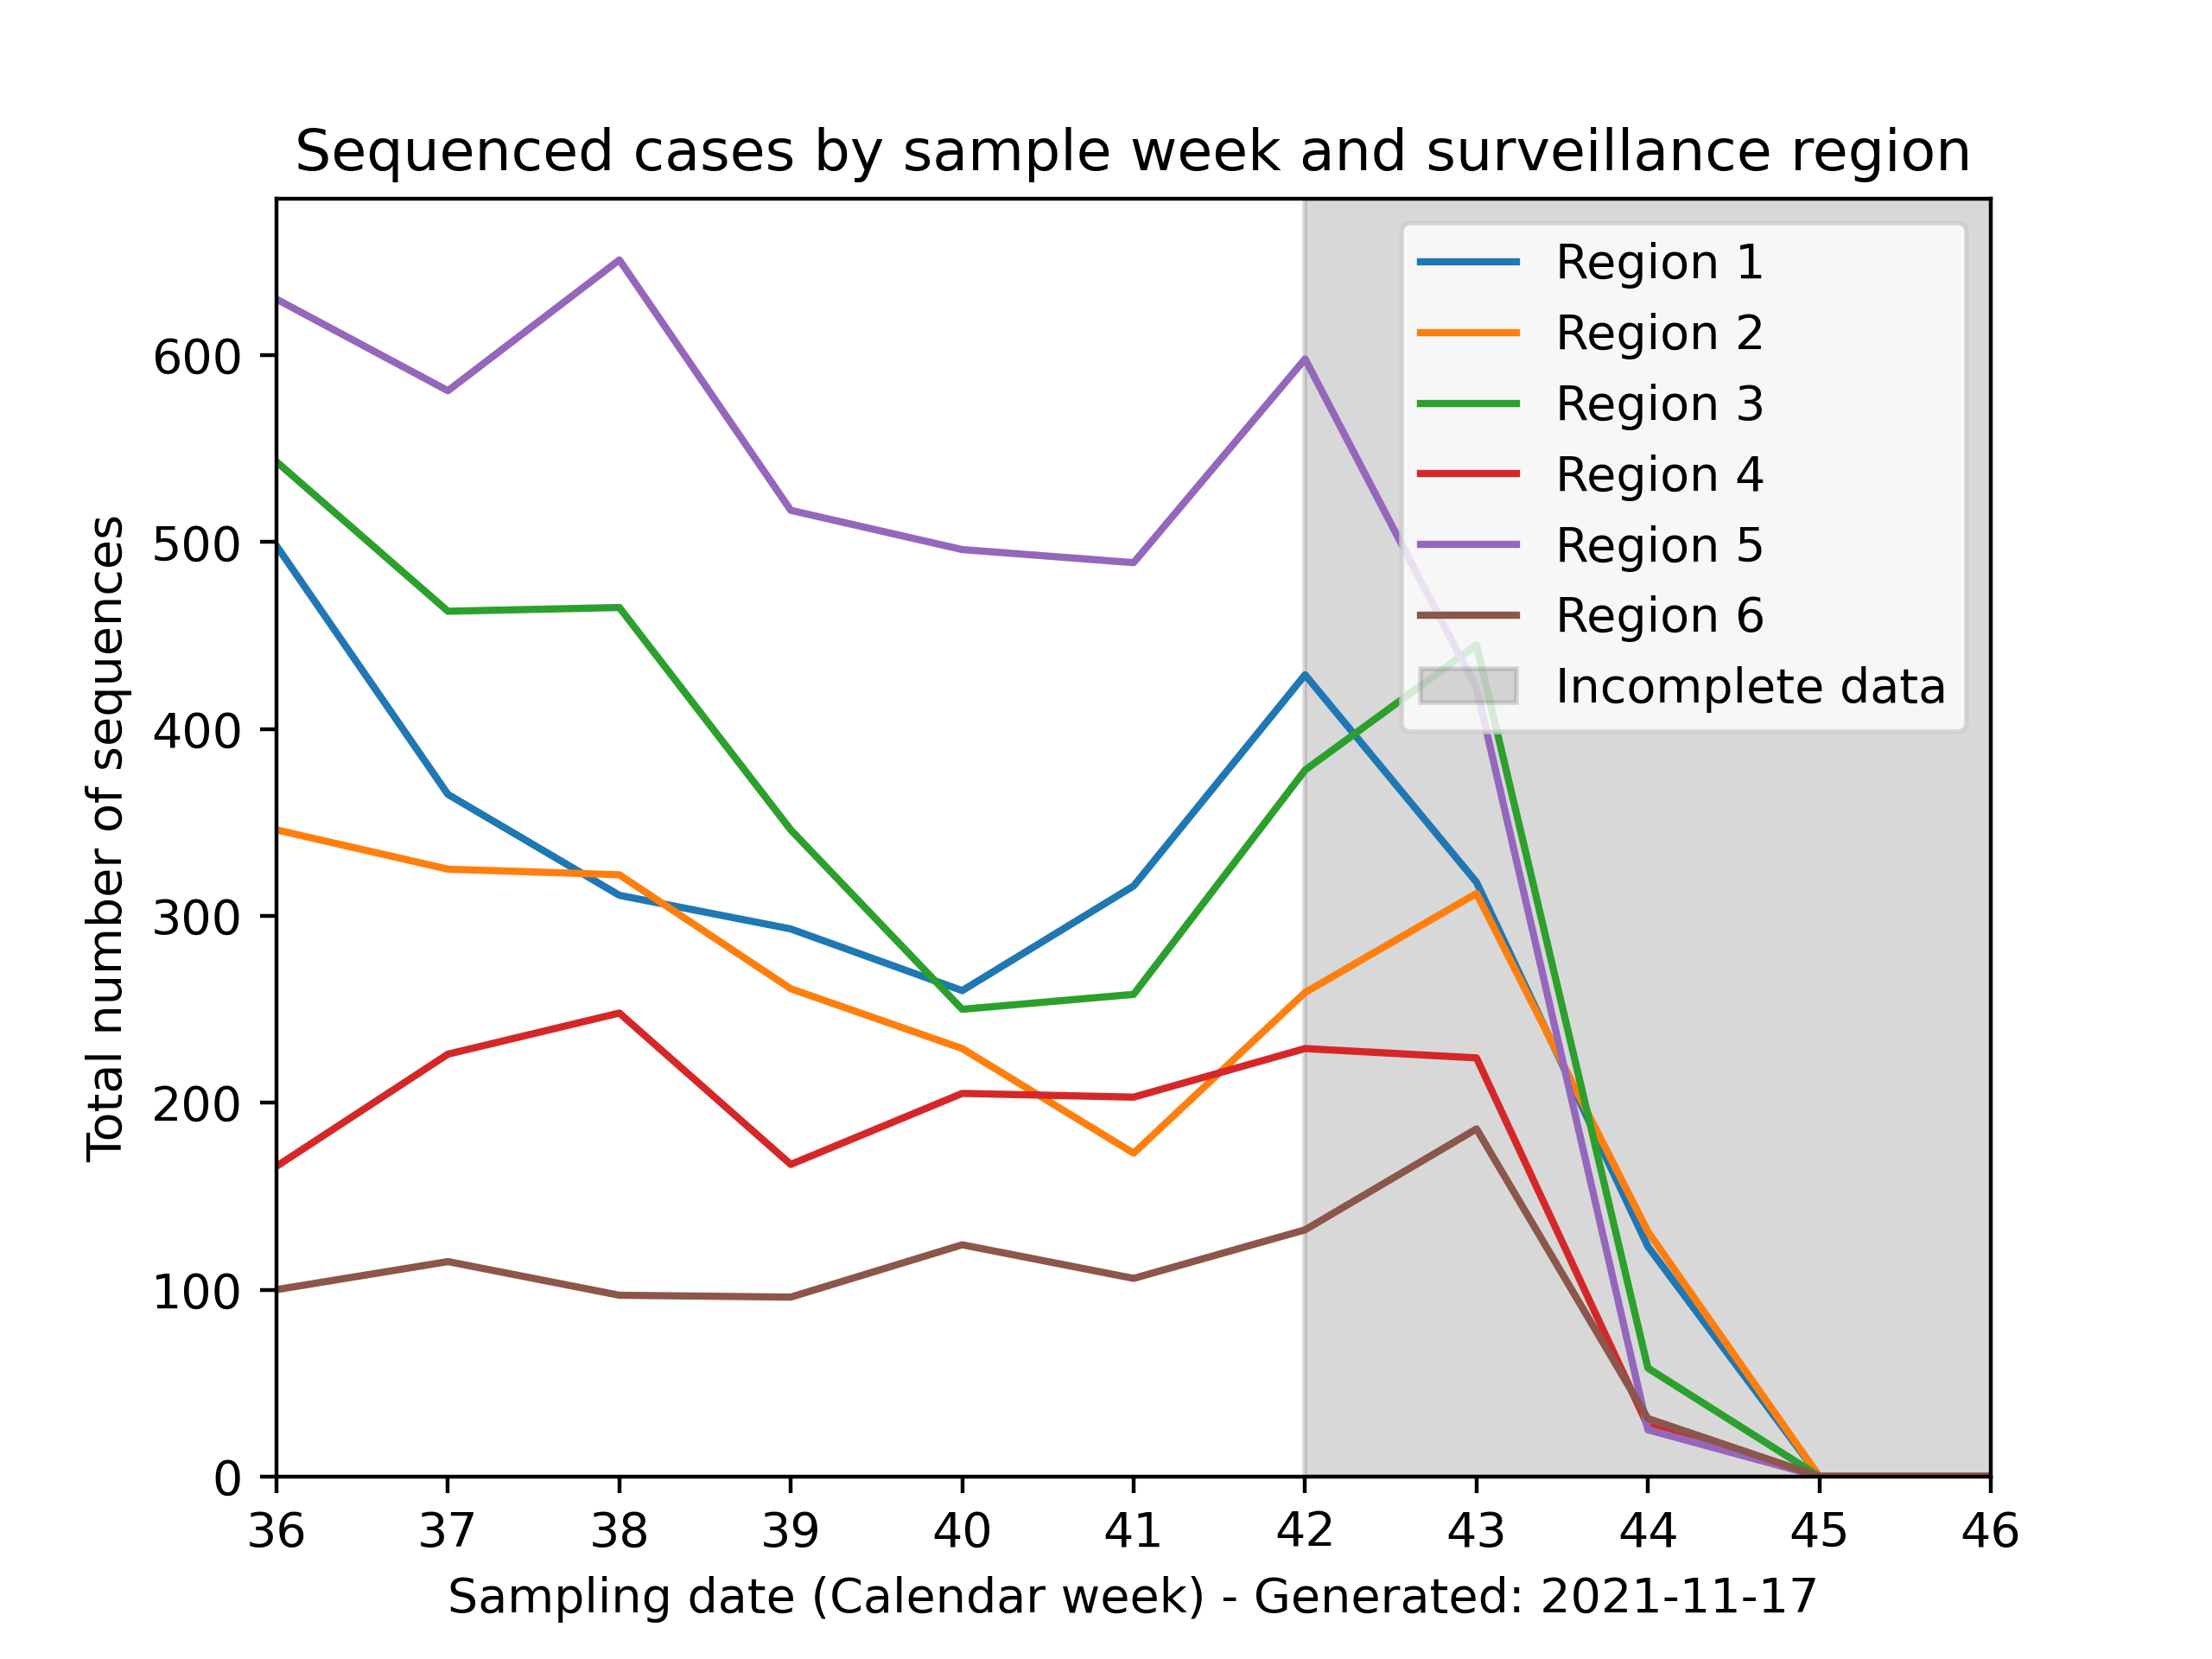 Sequenced cases by sample week and surveillance region
Region 1
Region 2
Region 3
Region 4
Region 5
Region 6
Incomplete data
Total number of sequences
600
500
400
300
200
100
0
36 37 38 39 40 41 42 43 44 45 46
Sampling date (Calendar week) - Generated: 2021-11-17